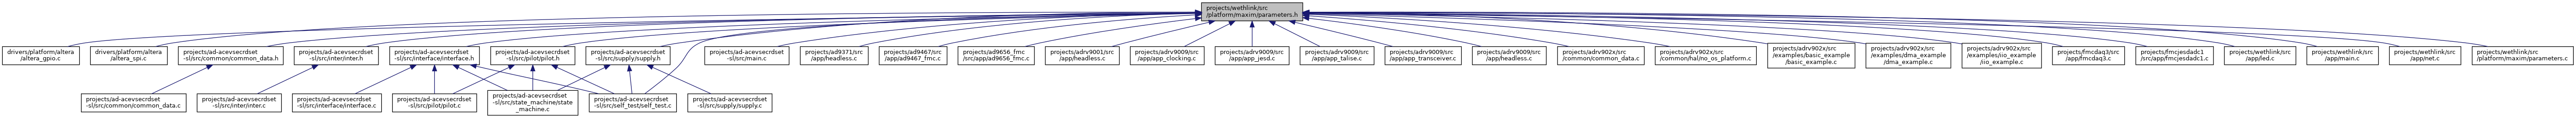 projects/wethlink/src
/platform/maxim/parameters.h
drivers/platform/altera
/altera_gpio.c
drivers/platform/altera
/altera_spi.c
projects/ad-acevsecrdset
-sl/src/common/common_data.h
projects/ad-acevsecrdset
-sl/src/inter/inter.h
projects/ad-acevsecrdset
-sl/src/interface/interface.h
projects/ad-acevsecrdset
-sl/src/pilot/pilot.h
projects/ad-acevsecrdset
-sl/src/supply/supply.h
projects/ad-acevsecrdset
-sl/src/main.c
projects/ad9371/src
/app/headless.c
projects/ad9467/src
/app/ad9467_fmc.c
projects/ad9656_fmc
/src/app/ad9656_fmc.c
projects/adrv9001/src
/app/headless.c
projects/adrv9009/src
/app/app_clocking.c
projects/adrv9009/src
/app/app_jesd.c
projects/adrv9009/src
/app/app_talise.c
projects/adrv9009/src
/app/app_transceiver.c
projects/adrv9009/src
/app/headless.c
projects/adrv902x/src
/common/common_data.c
projects/adrv902x/src
/common/hal/no_os_platform.c
projects/adrv902x/src
/examples/basic_example
/basic_example.c
projects/adrv902x/src
/examples/dma_example
/dma_example.c
projects/adrv902x/src
/examples/iio_example
/iio_example.c
projects/fmcdaq3/src
/app/fmcdaq3.c
projects/fmcjesdadc1
/src/app/fmcjesdadc1.c
projects/wethlink/src
/app/led.c
projects/wethlink/src
/app/main.c
projects/wethlink/src
/app/net.c
projects/wethlink/src
/platform/maxim/parameters.c
projects/ad-acevsecrdset
-sl/src/common/common_data.c
projects/ad-acevsecrdset
-sl/src/inter/inter.c
projects/ad-acevsecrdset
-sl/src/interface/interface.c
projects/ad-acevsecrdset
-sl/src/pilot/pilot.c
projects/ad-acevsecrdset
-sl/src/state_machine/state
_machine.c
projects/ad-acevsecrdset
-sl/src/self_test/self_test.c
projects/ad-acevsecrdset
-sl/src/supply/supply.c